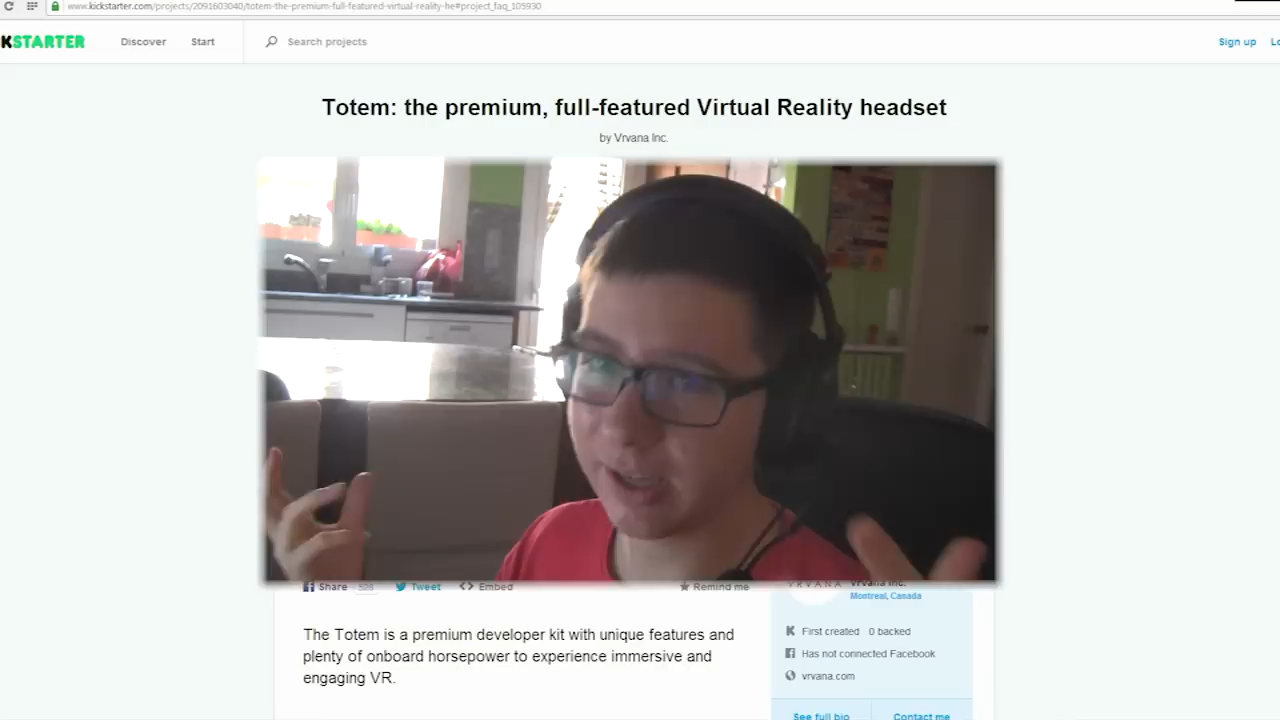 www.kickstarter.com/projects/2091603040/totem-the-premium-full-featured-virtual-reality-he#project_faq_105930
KSTARTER Discover Start Search projects Sign up Lo
Totem: the premium, full-featured Virtual Reality headset
by Vrvana Inc.
Share 528 Tweet Embed Remind me
VRVANA Vrvana Inc.
Montreal, Canada
The Totem is a premium developer kit with unique features and
plenty of onboard horsepower to experience immersive and
engaging VR.
K First created 0 backed
Has not connected Facebook
vrvana.com
See full bio Contact me